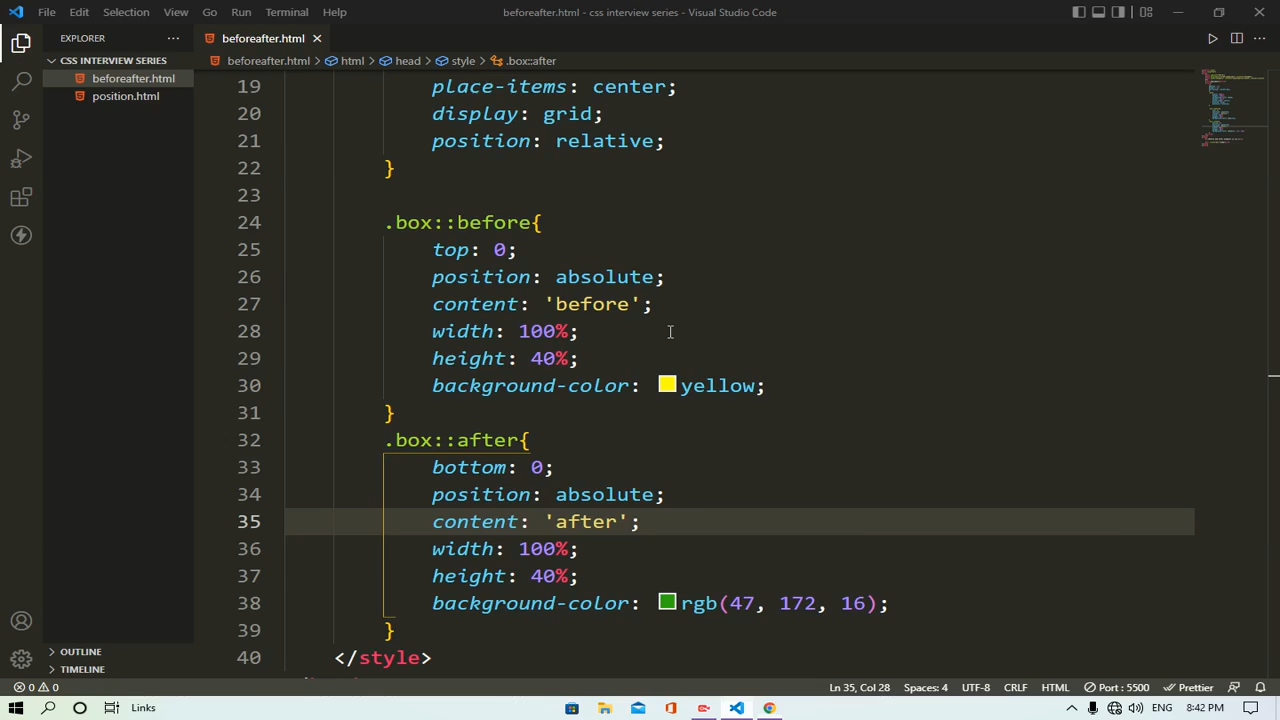 File Edit Selection View Go Run Terminal Help beforeafter.html - css interview series - Visual Studio Code
EXPLORER
beforeafter.html
CSS INTERVIEW SERIES
beforeafter.html
position.html
beforeafter.html > html > head > style > .box::after
19 place-items: center;
20 display: grid;
21 position: relative;
22 }
23
24 .box::before{
25 top: 0;
26 position: absolute;
27 content: 'before';
28 width: 100%;
29 height: 40%;
30 background-color: yellow;
31 }
32 .box::after{
33 bottom: 0;
34 position: absolute;
35 content: 'after';
36 width: 100%;
37 height: 40%;
38 background-color: rgb(47, 172, 16);
39 }
40 </style>
OUTLINE
TIMELINE
0 0 Ln 35, Col 28 Spaces: 4 UTF-8 CRLF HTML Port : 5500 Prettier
Links ENG 8:42 PM